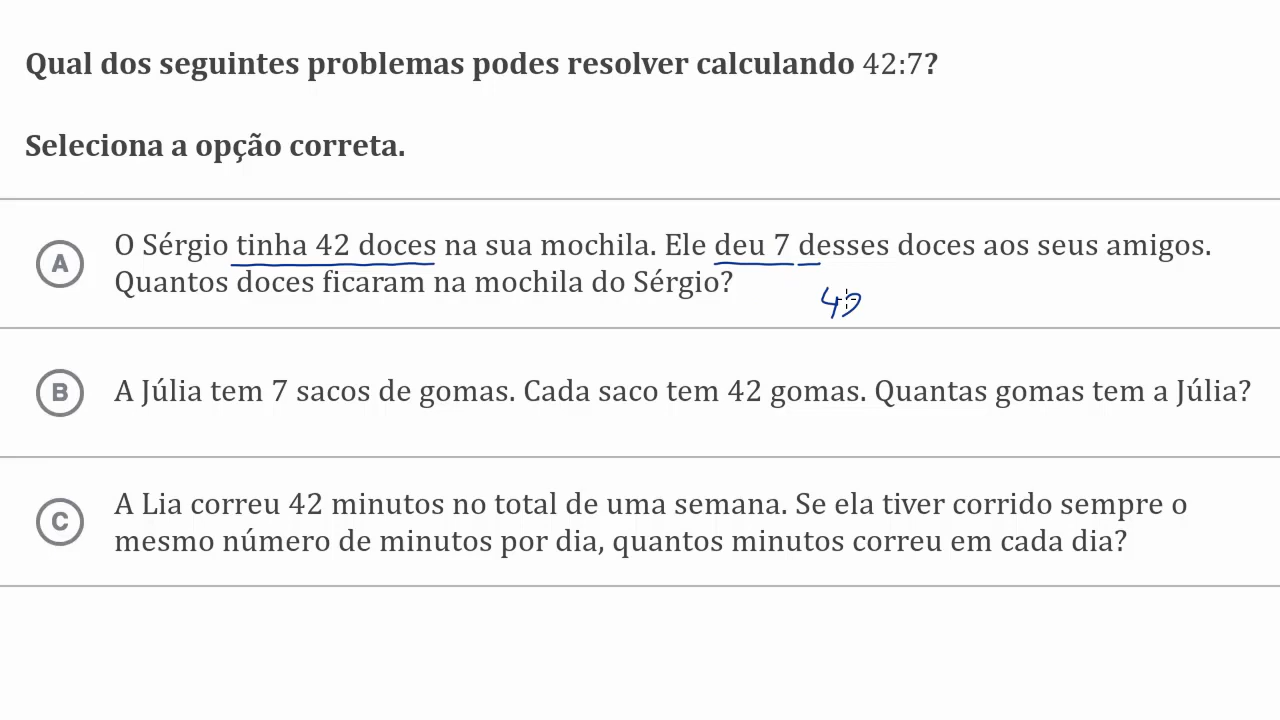 Qual dos seguintes problemas podes resolver calculando 42:7?
Seleciona a opção correta.
A
O Sérgio tinha 42 doces na sua mochila. Ele deu 7 desses doces aos seus amigos.
Quantos doces ficaram na mochila do Sérgio?
42
B
A Júlia tem 7 sacos de gomas. Cada saco tem 42 gomas. Quantas gomas tem a Júlia?
C
A Lia correu 42 minutos no total de uma semana. Se ela tiver corrido sempre o
mesmo número de minutos por dia, quantos minutos correu em cada dia?